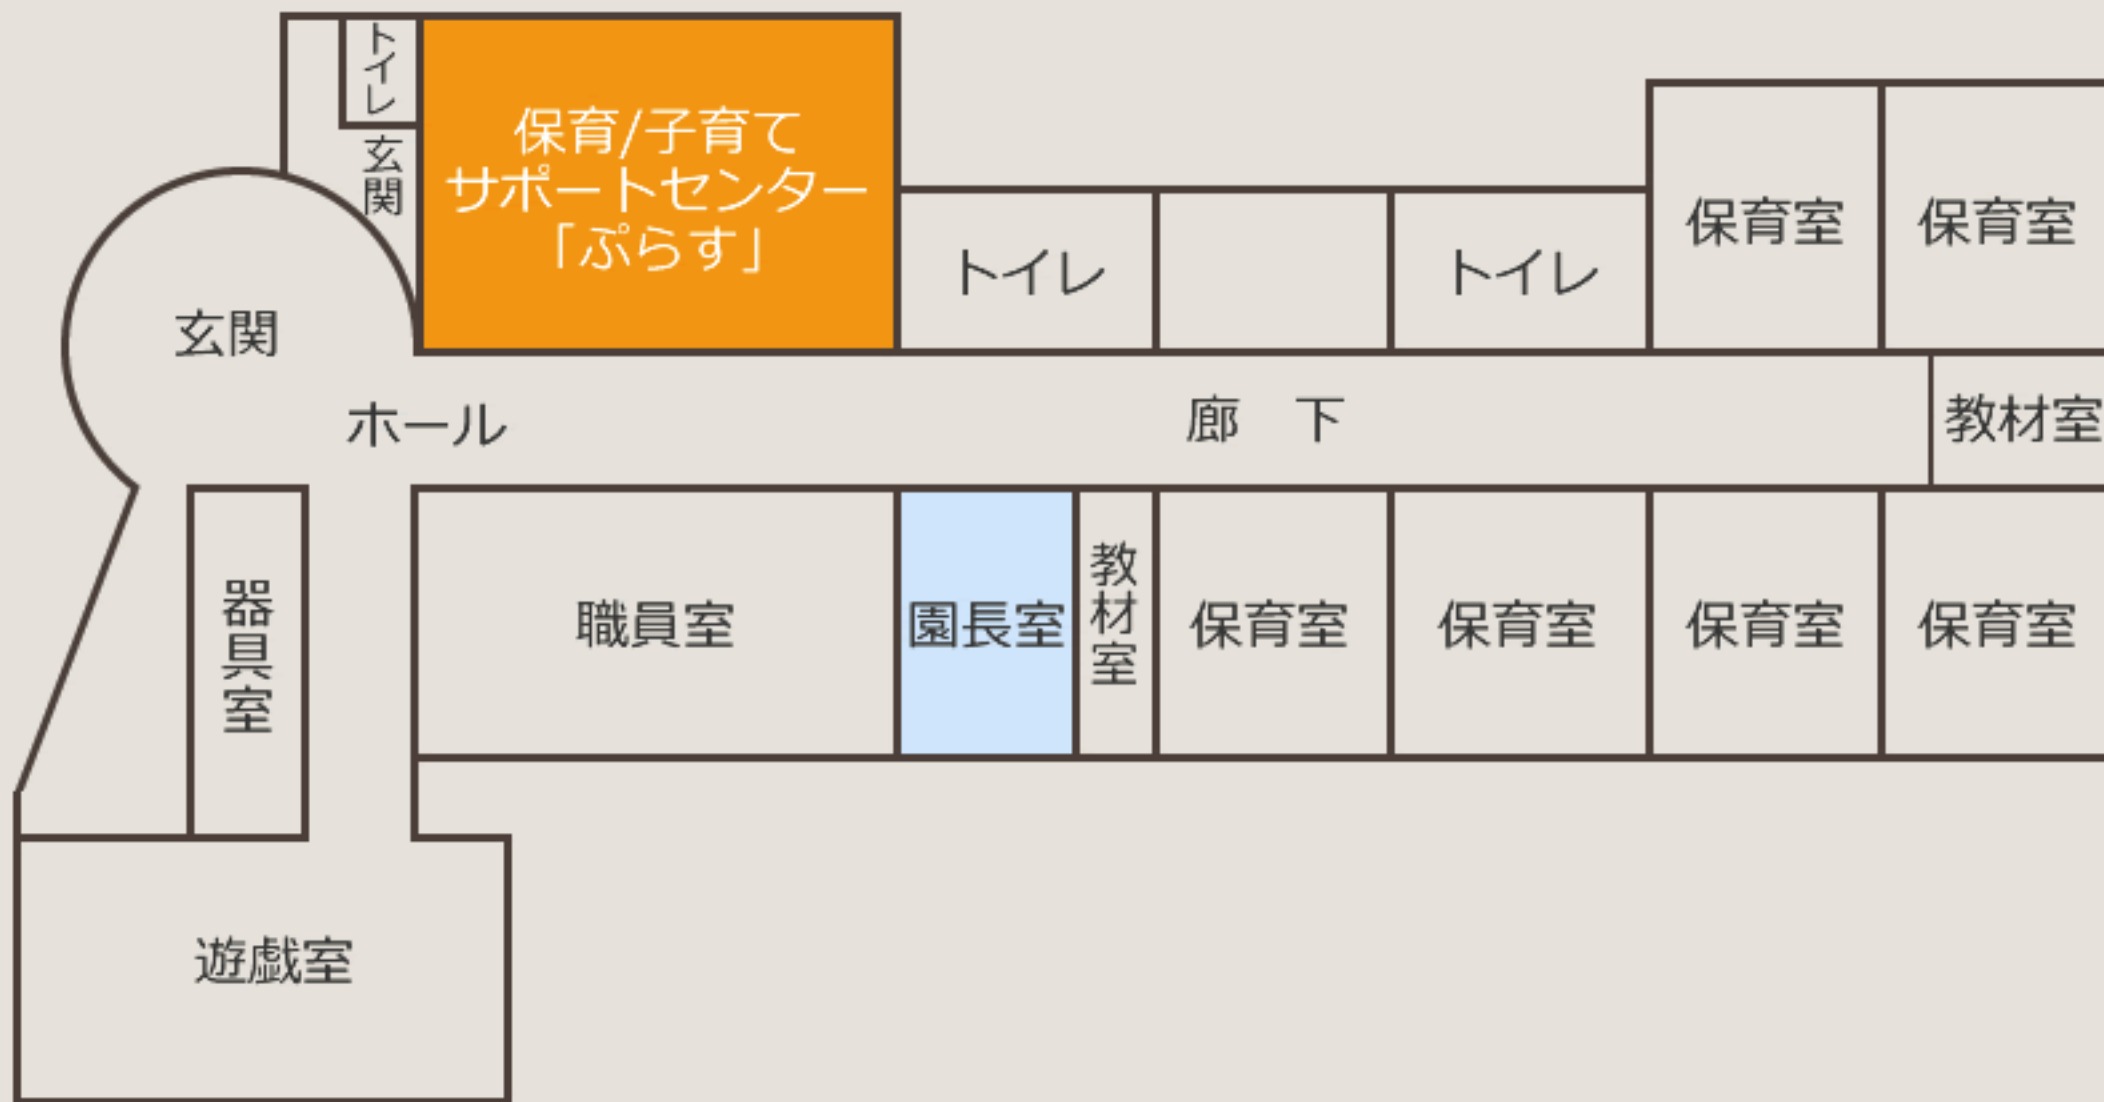 トイレ
玄関
保育/子育て
サポートセンター
「ぷらす」
トイレ
トイレ
保育室
保育室
玄関
ホール
廊　下
教材室
器具室
職員室
園長室
教材室
保育室
保育室
保育室
保育室
遊戯室